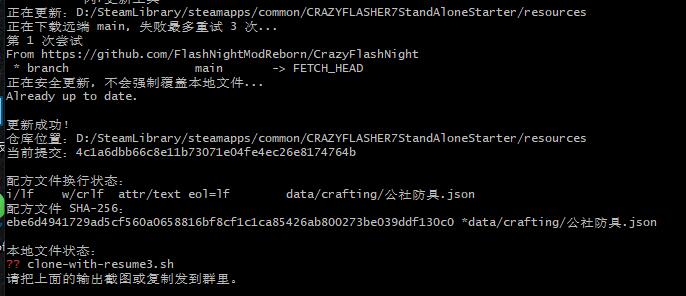 正在更新：D:/SteamLibrary/steamapps/common/CRAZYFLASHER7StandAloneStarter/resources
正在下载远端 main，失败最多重试 3 次...
第 1 次尝试
From https://github.com/FlashNightModReborn/CrazyFlashNight
 * branch            main       -> FETCH_HEAD
正在安全更新，不会强制覆盖本地文件...
Already up to date.
更新成功！
仓库位置：D:/SteamLibrary/steamapps/common/CRAZYFLASHER7StandAloneStarter/resources
当前提交：4c1a6dbb66c8e11b73071e04fe4ec26e8174764b
配方文件换行状态：
i/lf    w/crlf  attr/text eol=lf        data/crafting/公社防具.json
配方文件 SHA-256：
ebe6d4941729ad5cf560a0658816bf8cf1c1ca85426ab800273be039ddf130c0 *data/crafting/公社防具.json
本地文件状态：
?? clone-with-resume3.sh
请把上面的输出截图或复制发到群里。